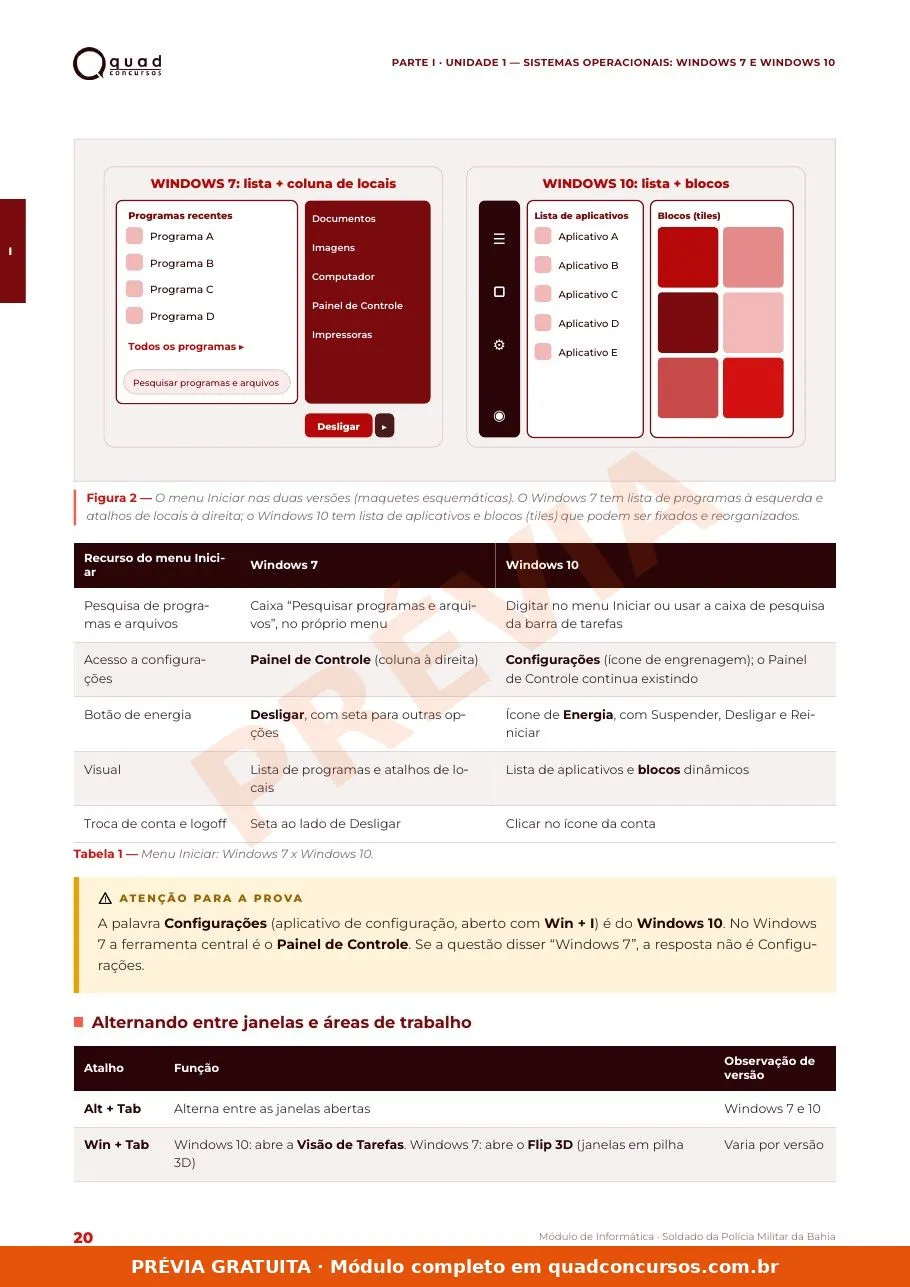 quad
concursos
PARTE I · UNIDADE 1 — SISTEMAS OPERACIONAIS: WINDOWS 7 E WINDOWS 10
I
WINDOWS 7: lista + coluna de locais
Programas recentes
Programa A
Programa B
Programa C
Programa D
Todos os programas ▸
Pesquisar programas e arquivos
Documentos
Imagens
Computador
Painel de Controle
Impressoras
Desligar
▸
WINDOWS 10: lista + blocos
Lista de aplicativos
Aplicativo A
Aplicativo B
Aplicativo C
Aplicativo D
Aplicativo E
Blocos (tiles)
Figura 2 — O menu Iniciar nas duas versões (maquetes esquemáticas). O Windows 7 tem lista de programas à esquerda e
atalhos de locais à direita; o Windows 10 tem lista de aplicativos e blocos (tiles) que podem ser fixados e reorganizados.
PRÉVIA
Recurso do menu Inici-
ar
Windows 7
Windows 10
Pesquisa de progra-
mas e arquivos
Caixa “Pesquisar programas e arqui-
vos”, no próprio menu
Digitar no menu Iniciar ou usar a caixa de pesquisa
da barra de tarefas
Acesso a configura-
ções
Painel de Controle (coluna à direita)
Configurações (ícone de engrenagem); o Painel
de Controle continua existindo
Botão de energia
Desligar, com seta para outras op-
ções
Ícone de Energia, com Suspender, Desligar e Rei-
niciar
Visual
Lista de programas e atalhos de lo-
cais
Lista de aplicativos e blocos dinâmicos
Troca de conta e logoff
Seta ao lado de Desligar
Clicar no ícone da conta
Tabela 1 — Menu Iniciar: Windows 7 x Windows 10.
⚠ ATENÇÃO PARA A PROVA
A palavra Configurações (aplicativo de configuração, aberto com Win + I) é do Windows 10. No Windows
7 a ferramenta central é o Painel de Controle. Se a questão disser “Windows 7”, a resposta não é Configu-
rações.
Alternando entre janelas e áreas de trabalho
Atalho
Função
Observação de
versão
Alt + Tab
Alterna entre as janelas abertas
Windows 7 e 10
Win + Tab
Windows 10: abre a Visão de Tarefas. Windows 7: abre o Flip 3D (janelas em pilha
3D)
Varia por versão
20
Módulo de Informática · Soldado da Polícia Militar da Bahia
PRÉVIA GRATUITA · Módulo completo em quadconcursos.com.br